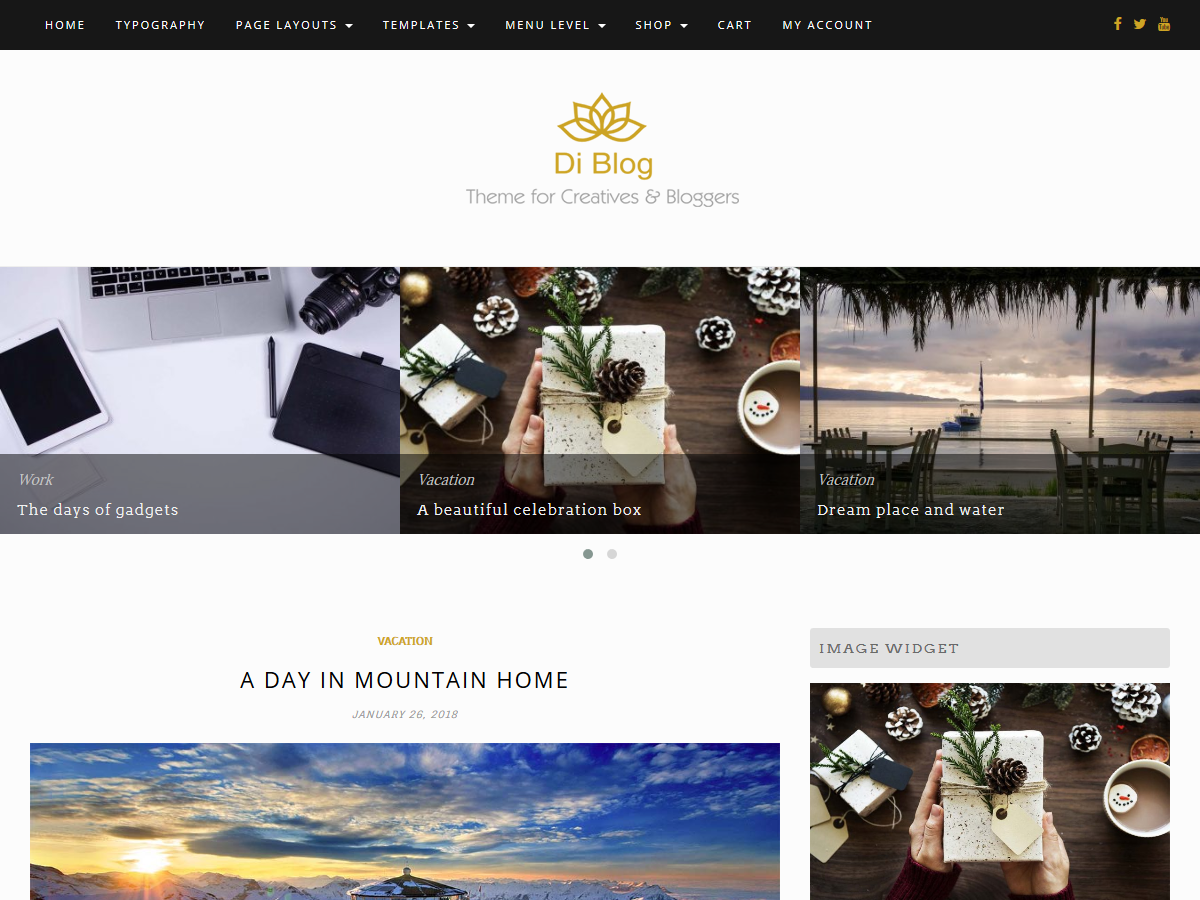 HOME TYPOGRAPHY PAGE LAYOUTS TEMPLATES MENU LEVEL SHOP CART MY ACCOUNT
Di Blog
Theme for Creatives & Bloggers
Work
The days of gadgets
Vacation
A beautiful celebration box
Vacation
Dream place and water
VACATION
A DAY IN MOUNTAIN HOME
JANUARY 26, 2018
IMAGE WIDGET